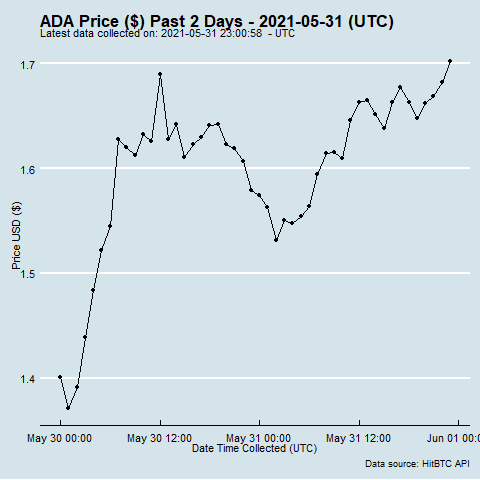 ADA Price ($) Past 2 Days - 2021-05-31 (UTC)
Latest data collected on: 2021-05-31 23:00:58  - UTC
1.7
1.6
1.5
1.4
Price USD ($)
May 30 00:00 May 30 12:00 May 31 00:00 May 31 12:00 Jun 01 00:0
Date Time Collected (UTC)
Data source: HitBTC API